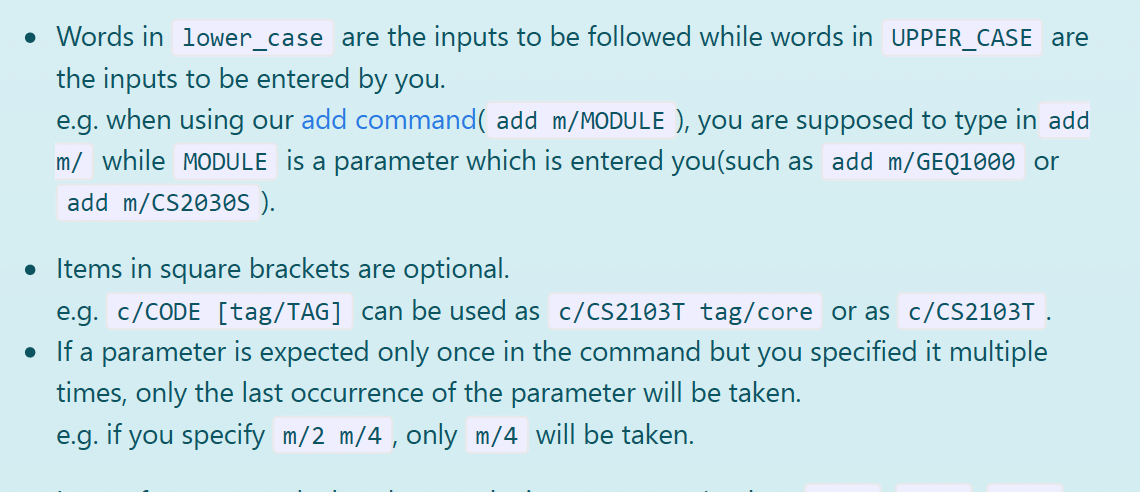 Words in lower_case are the inputs to be followed while words in UPPER_CASE are
the inputs to be entered by you.
e.g. when using our add command( add m/MODULE ), you are supposed to type in add
m/ while MODULE is a parameter which is entered you(such as add m/GEQ1000 or
add m/CS2030S ).
Items in square brackets are optional.
e.g. c/CODE [tag/TAG] can be used as c/CS2103T tag/core or as c/CS2103T .
If a parameter is expected only once in the command but you specified it multiple
times, only the last occurrence of the parameter will be taken.
e.g. if you specify m/2 m/4 , only m/4 will be taken.